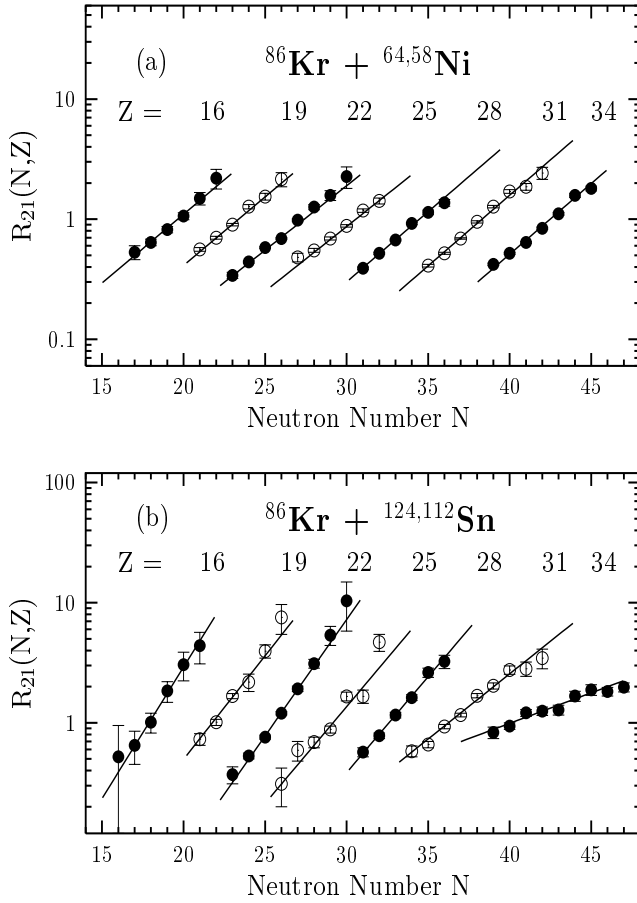 (a) ⁸⁶Kr + ⁶⁴,⁵⁸Ni
10
Z = 16 19 22 25 28 31 34
R₂₁(N,Z)
1
0.1
15 20 25 30 35 40 45
Neutron Number N
100
(b) ⁸⁶Kr + ¹²⁴,¹¹²Sn
Z = 16 19 22 25 28 31 34
10
R₂₁(N,Z)
1
15 20 25 30 35 40 45
Neutron Number N